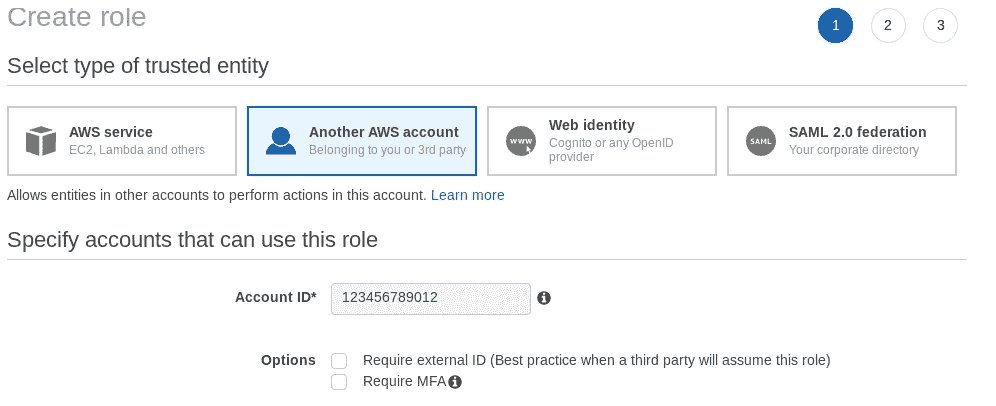 Create role
1 2 3
Select type of trusted entity
AWS service
EC2, Lambda and others
Another AWS account
Belonging to you or 3rd party
www
Web identity
Cognito or any OpenID
provider
SAML
SAML 2.0 federation
Your corporate directory
Allows entities in other accounts to perform actions in this account. Learn more
Specify accounts that can use this role
Account ID* 123456789012
Options Require external ID (Best practice when a third party will assume this role)
Require MFA